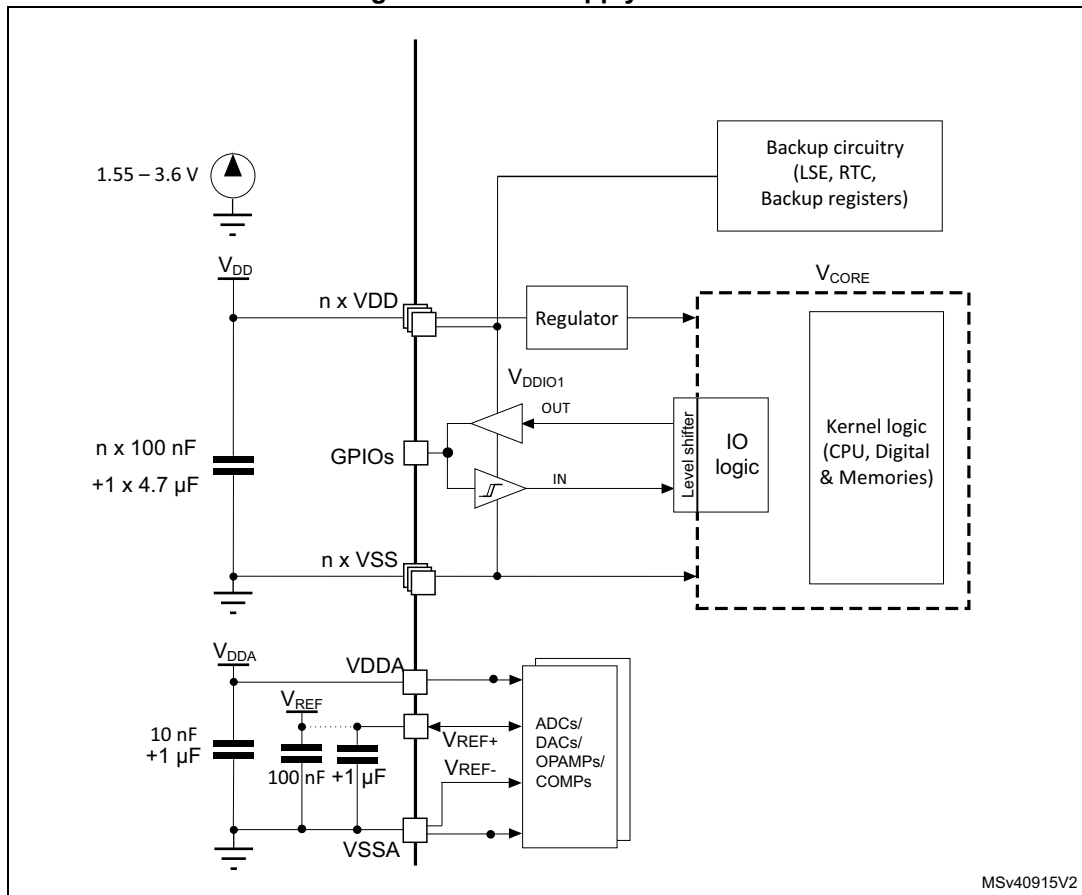 Backup circuitry
(LSE, RTC,
Backup registers)
1.55 – 3.6 V
VDD
VCORE
n x VDD
Regulator
VDDIO1
OUT
n x 100 nF
+1 x 4.7 µF
GPIOs
IN
Level shifter
IO
logic
Kernel logic
(CPU, Digital
& Memories)
n x VSS
VDDA
VDDA
VREF
10 nF
+1 µF
100 nF
+1 µF
VREF+
VREF-
ADCs/
DACs/
OPAMPs/
COMPs
VSSA
MSv40915V2